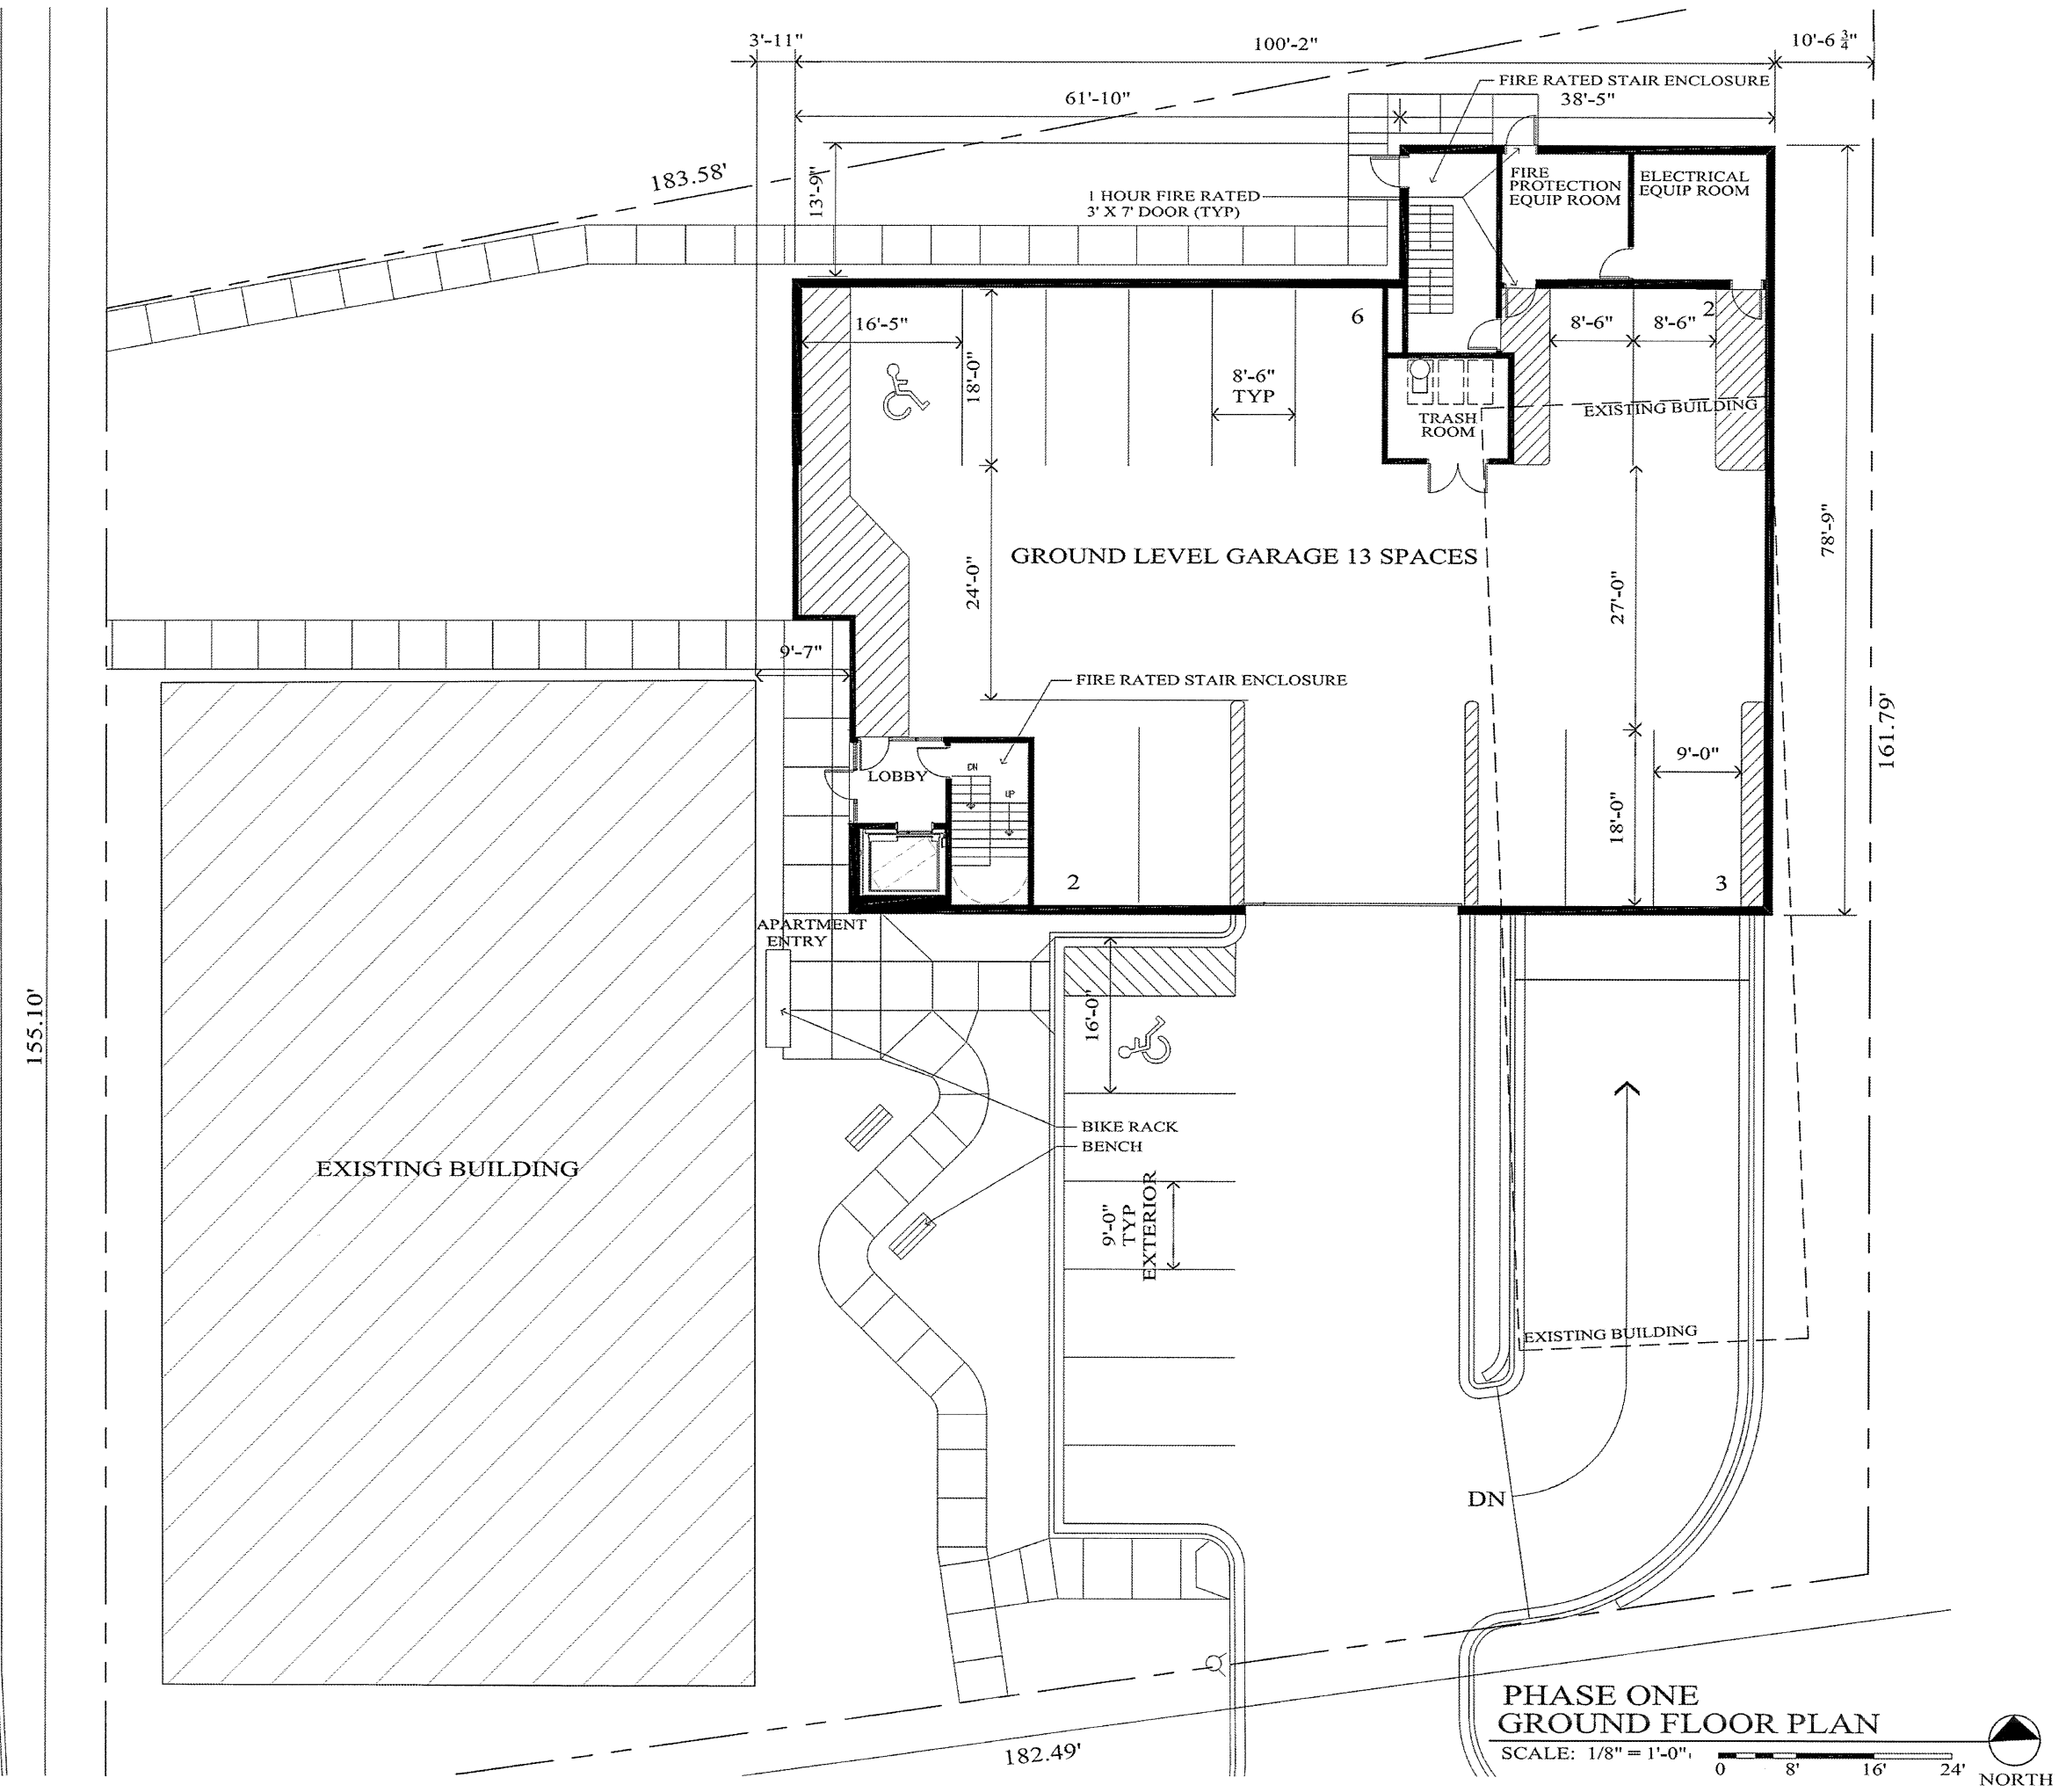 3'-11"
100'-2"
10'-6 3/4"
FIRE RATED STAIR ENCLOSURE
61'-10"
38'-5"
183.58'
13'-9"
1 HOUR FIRE RATED
3' X 7' DOOR (TYP)
FIRE
PROTECTION
EQUIP ROOM
ELECTRICAL
EQUIP ROOM
16'-5"
18'-0"
6
8'-6"
8'-6"
2
8'-6"
TYP
TRASH
ROOM
EXISTING BUILDING
GROUND LEVEL GARAGE 13 SPACES
24'-0"
27'-0"
78'-9"
9'-7"
FIRE RATED STAIR ENCLOSURE
161.79'
LOBBY
DN
UP
9'-0"
18'-0"
2
3
APARTMENT
ENTRY
16'-0"
155.10'
BIKE RACK
BENCH
EXISTING BUILDING
9'-0"
TYP
EXTERIOR
EXISTING BUILDING
DN
182.49'
PHASE ONE
GROUND FLOOR PLAN
SCALE: 1/8" = 1'-0"
0 8' 16' 24'
NORTH